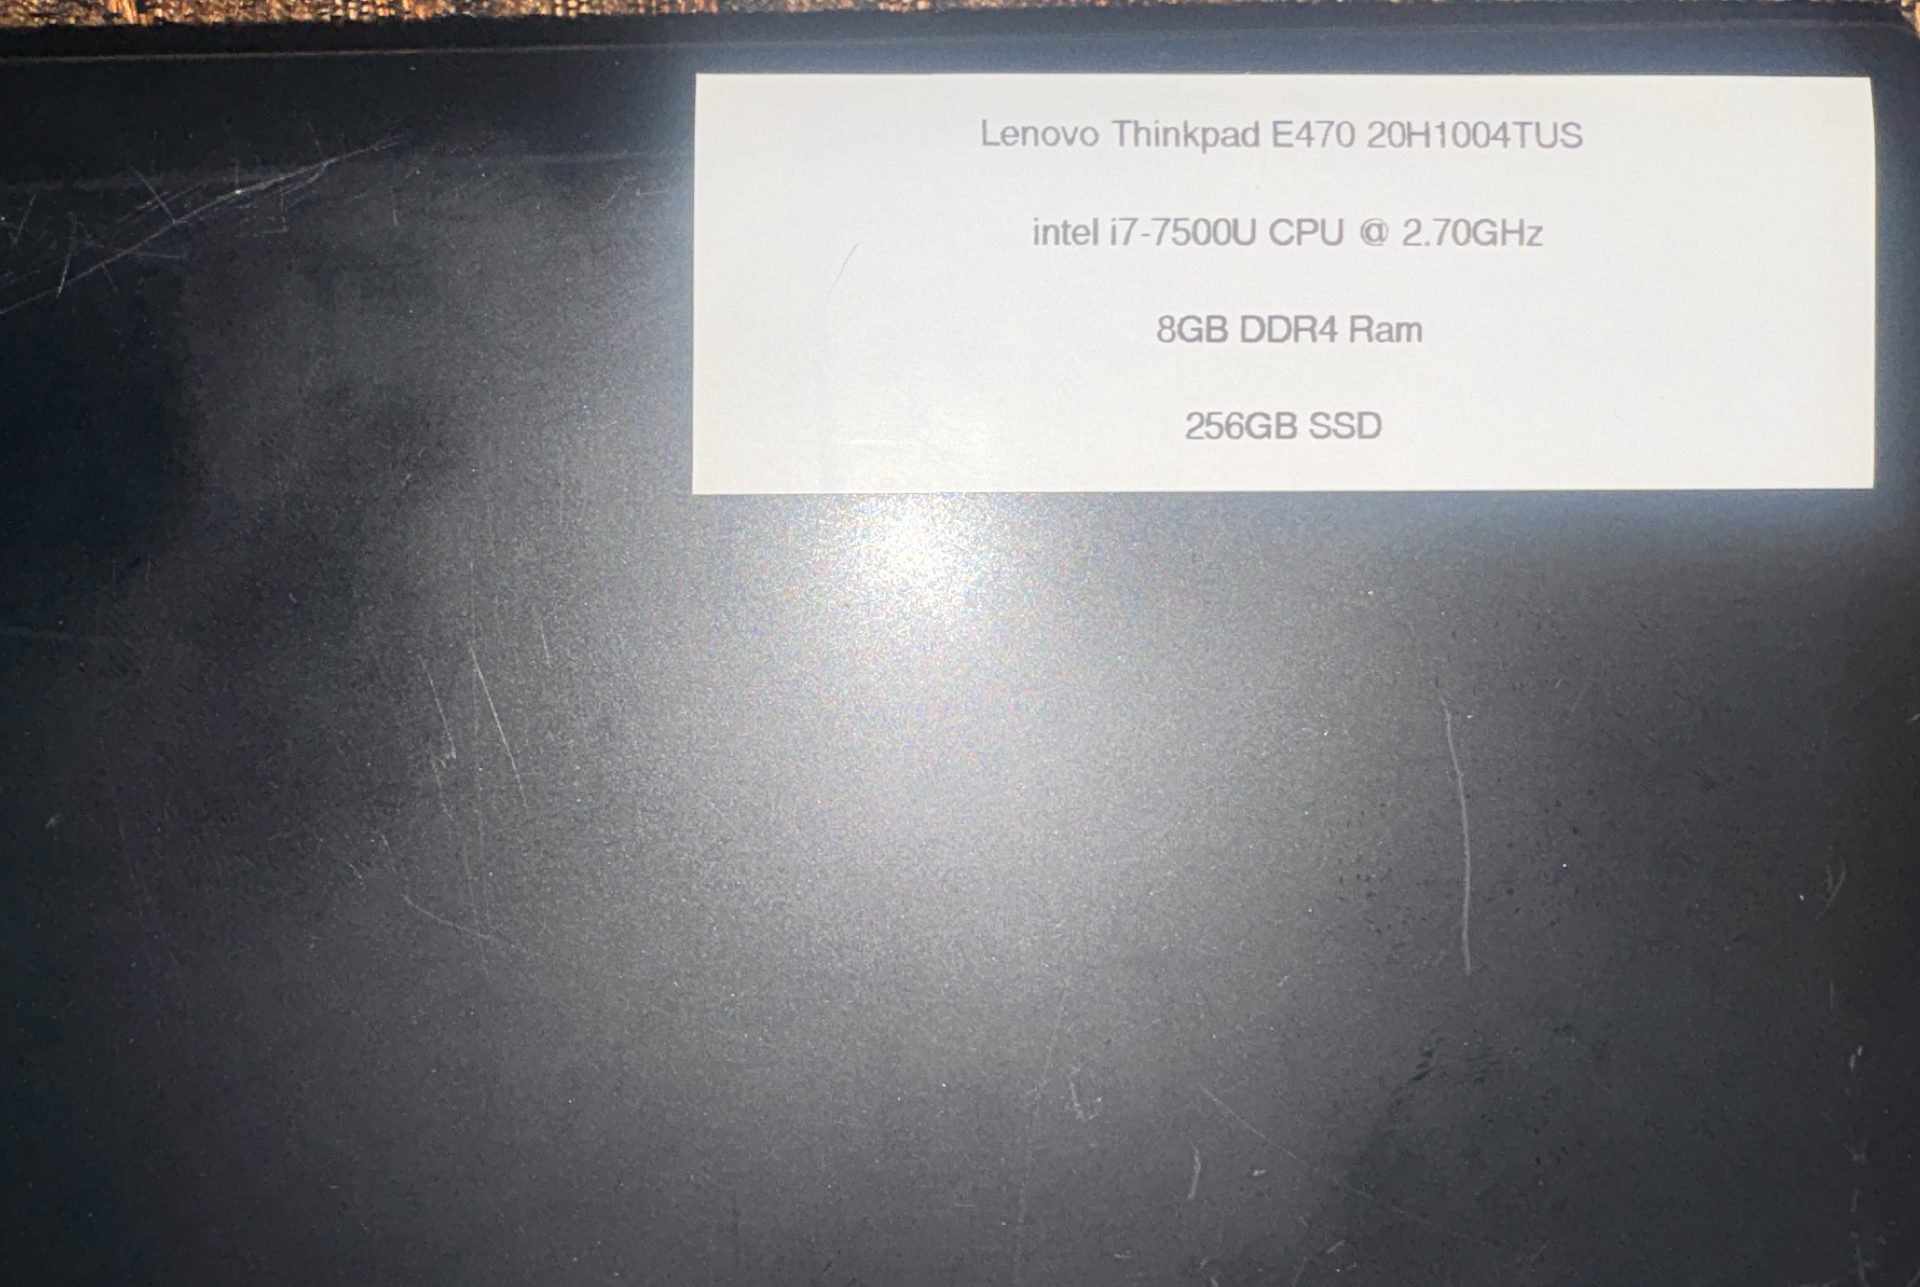 Lenovo Thinkpad E470 20H1004TUS
intel i7-7500U CPU @ 2.70GHz
8GB DDR4 Ram
256GB SSD